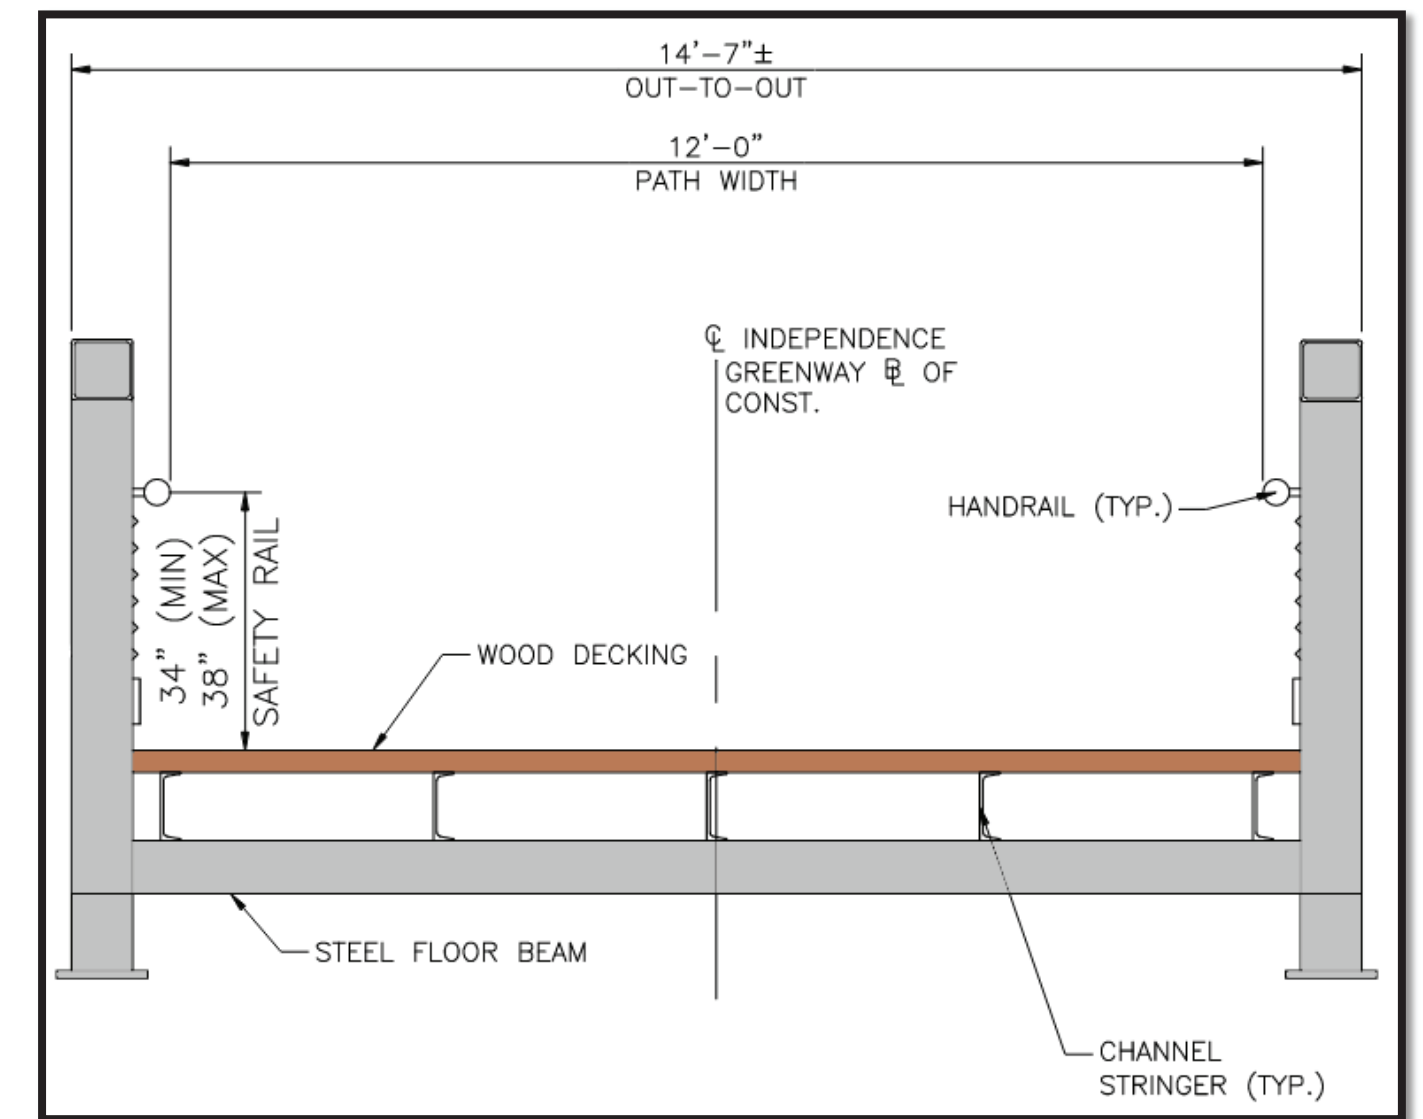 14'-7"±
OUT-TO-OUT
12'-0"
PATH WIDTH
℄ INDEPENDENCE
GREENWAY BL OF
CONST.
HANDRAIL (TYP.)
34" (MIN)
38" (MAX)
SAFETY RAIL
WOOD DECKING
STEEL FLOOR BEAM
CHANNEL
STRINGER (TYP.)